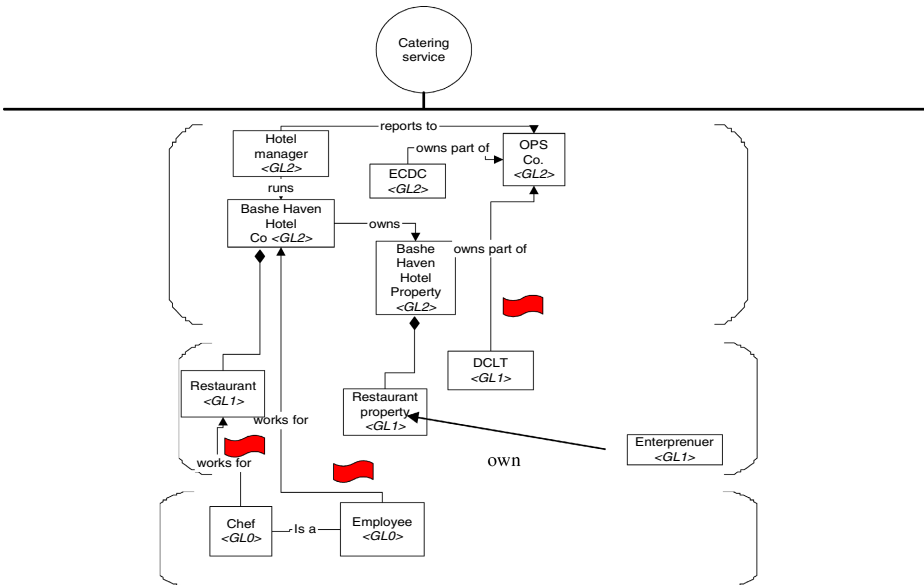 Catering
service
reports to
Hotel
manager
<GL2>
OPS
Co.
<GL2>
owns part of
ECDC
<GL2>
runs
Bashe Haven
Hotel
Co <GL2>
owns
Bashe
Haven
Hotel
Property
<GL2>
owns part of
DCLT
<GL1>
Restaurant
<GL1>
Restaurant
property
<GL1>
works for
Enterprenuer
<GL1>
own
works for
Chef
<GL0>
Is a
Employee
<GL0>